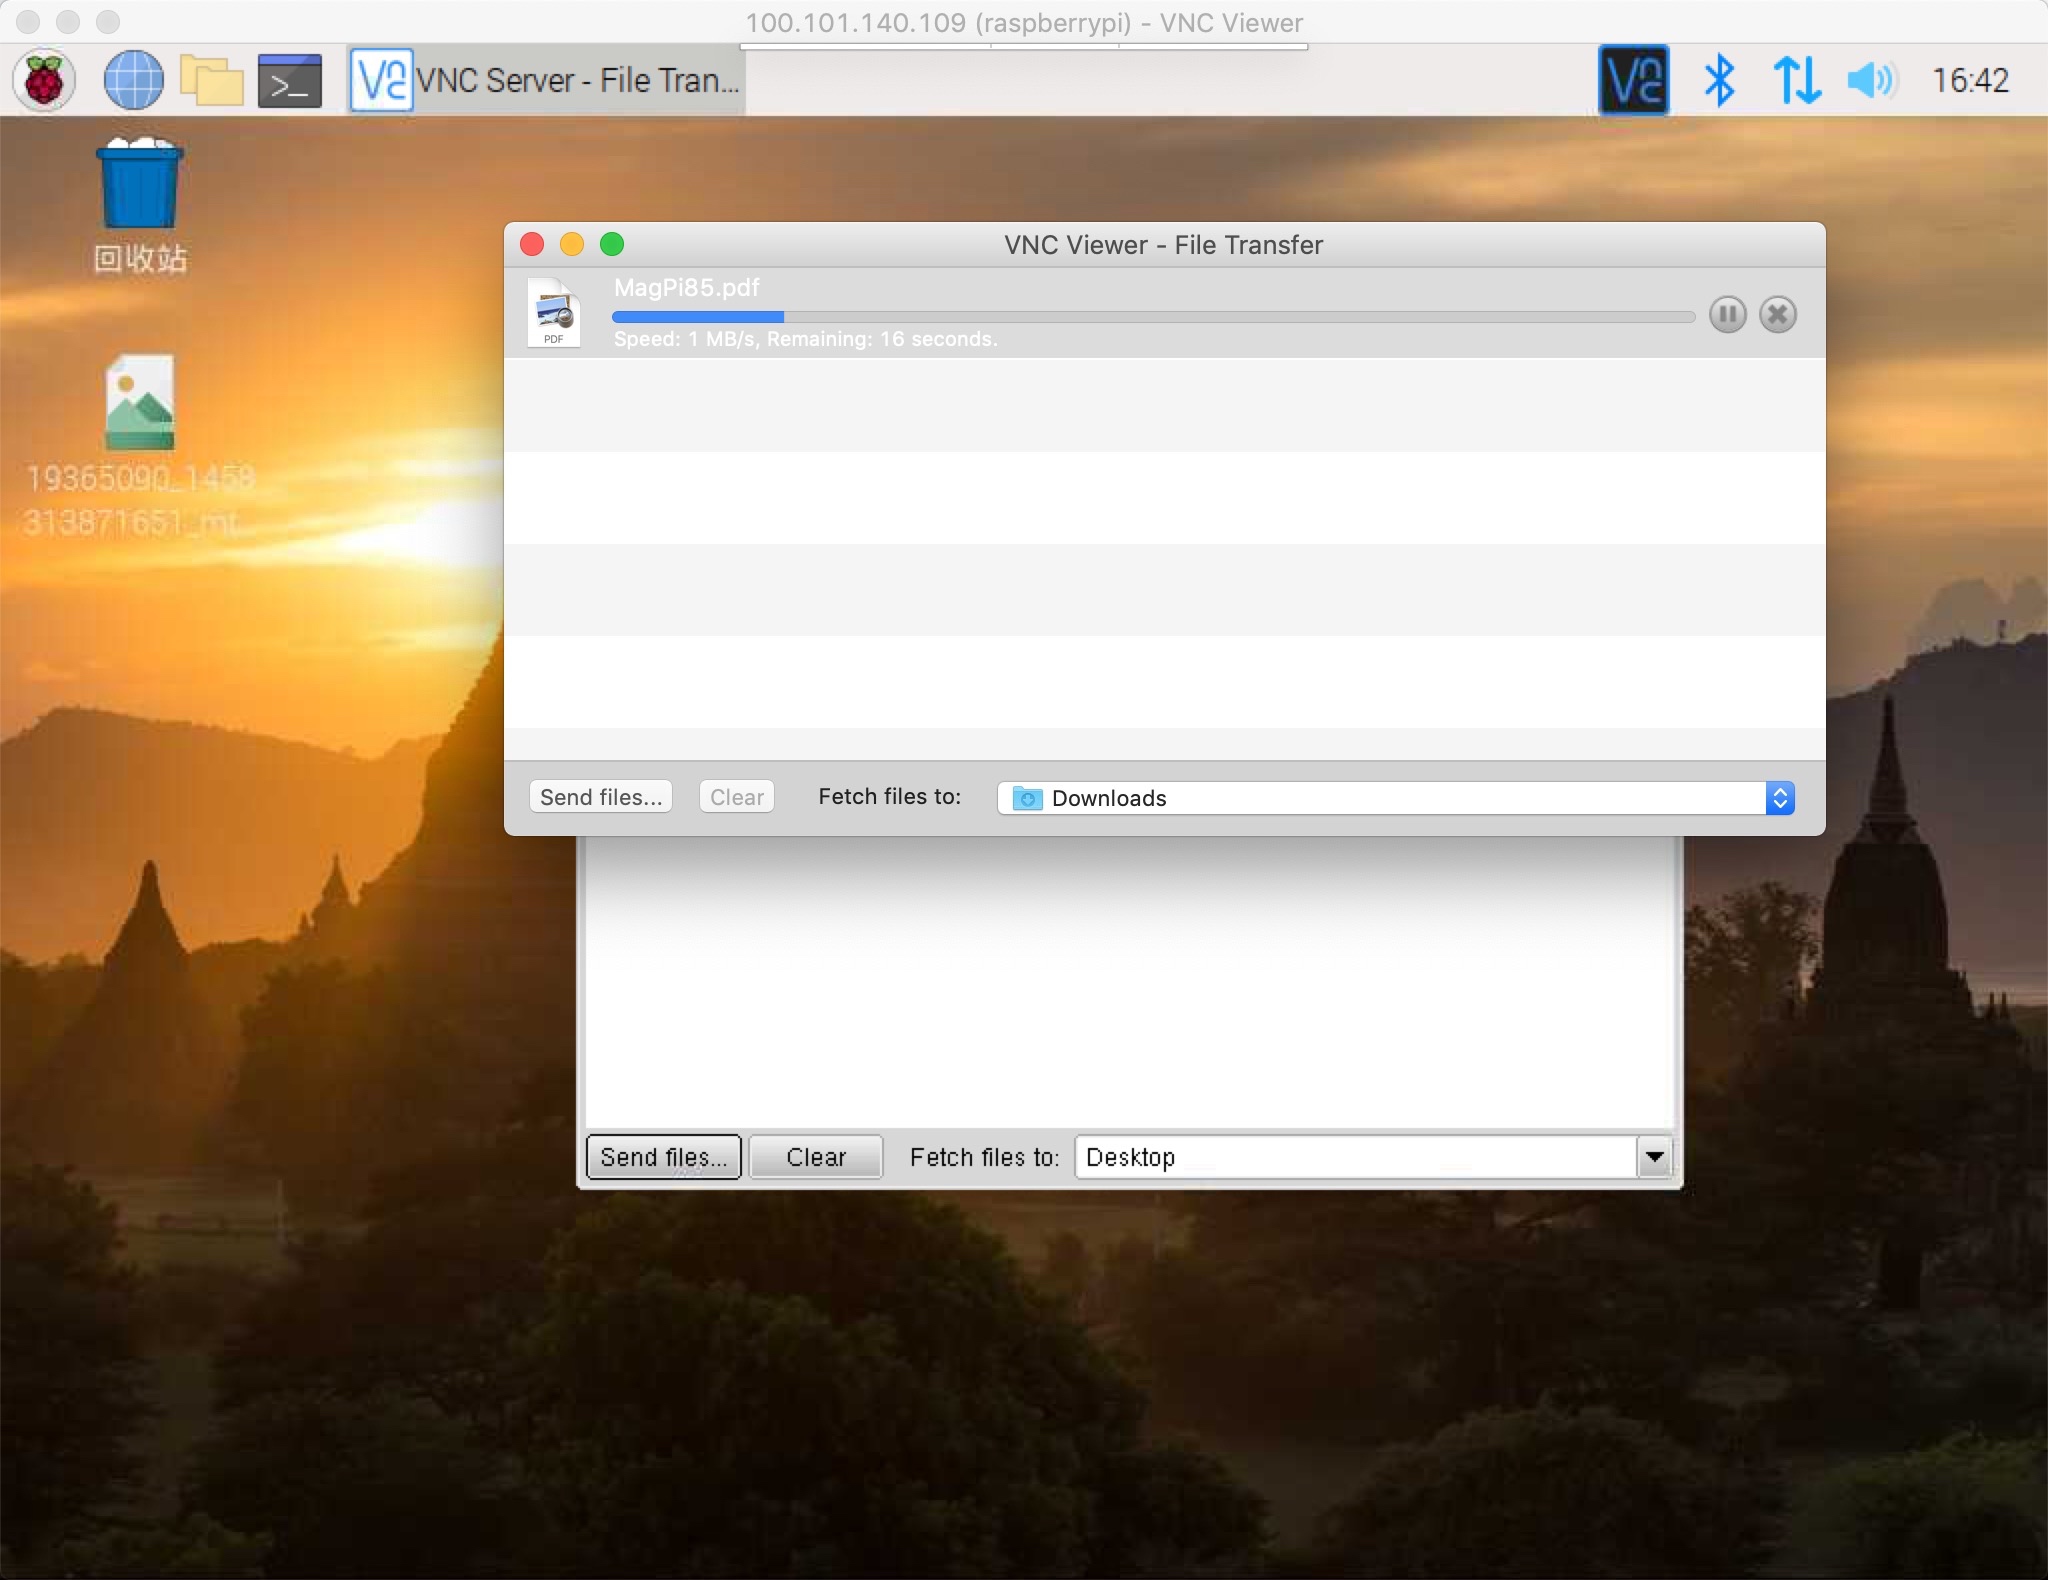 100.101.140.109 (raspberrypi) - VNC Viewer
VNC Server - File Tran...
16:42
回收站
19365090_1458
313871651_mt...
VNC Viewer - File Transfer
MagPi85.pdf
PDF
Speed: 1 MB/s, Remaining: 16 seconds.
Send files...
Clear
Fetch files to:
Downloads
Send files...
Clear
Fetch files to:
Desktop